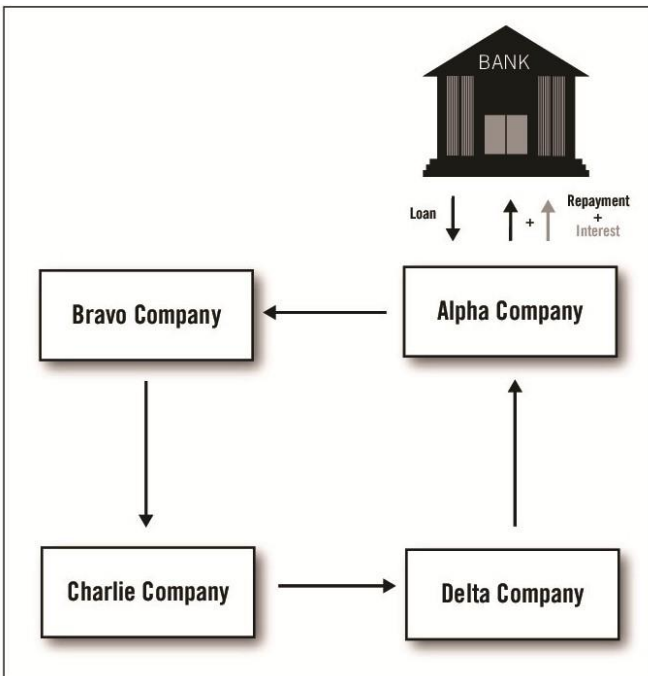 BANK
Loan
+
Repayment
+
Interest
Bravo Company
Alpha Company
Charlie Company
Delta Company